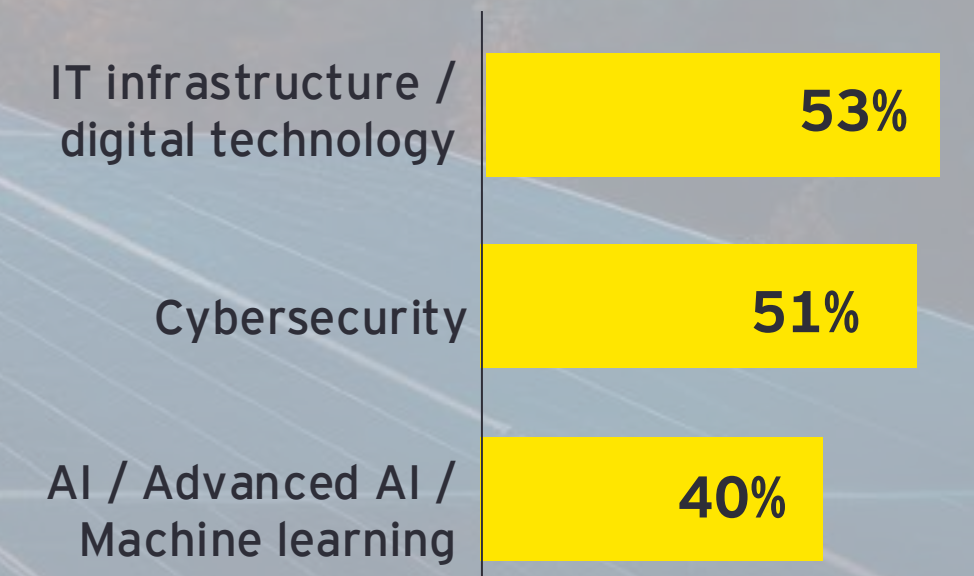 IT infrastructure /
digital technology
53%
Cybersecurity
51%
AI / Advanced AI /
Machine learning
40%